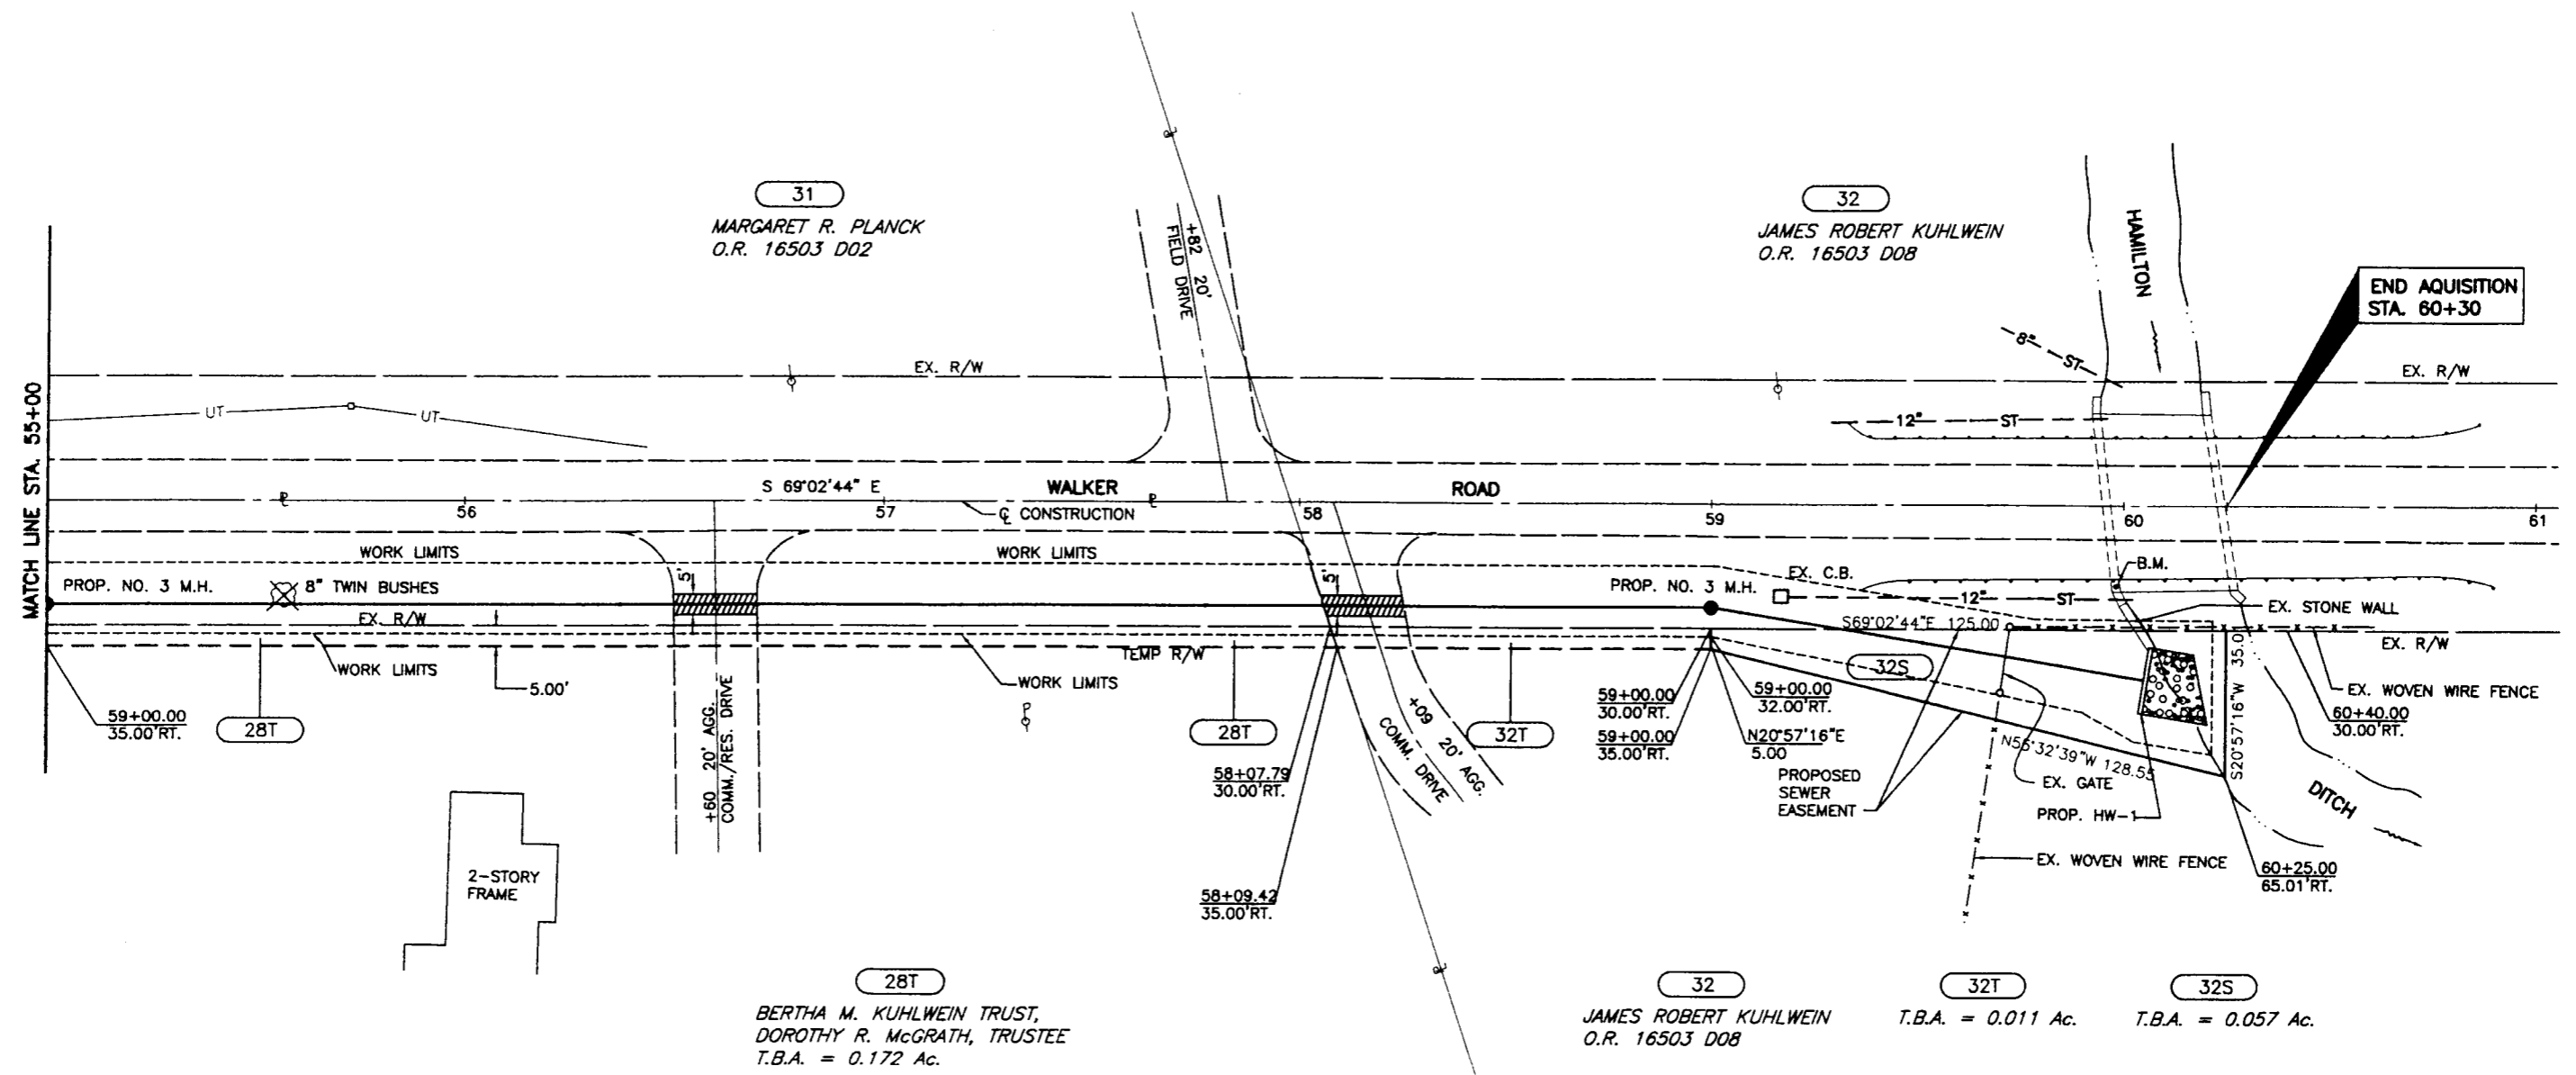 31
MARGARET R. PLANCK
O.R. 16503 D02
32
JAMES ROBERT KUHLWEIN
O.R. 16503 D08
+82 20'
FIELD DRIVE
HAMILTON
END AQUISITION
STA. 60+30
8" ST
EX. R/W
EX. R/W
UT
UT
12" ST
MATCH LINE STA. 55+00
S 69°02'44" E
WALKER
ROAD
56
57
℄ CONSTRUCTION
58
59
60
61
WORK LIMITS
WORK LIMITS
PROP. NO. 3 M.H.
8" TWIN BUSHES
5'
5'
PROP. NO. 3 M.H.
EX. C.B.
B.M.
12" ST
EX. STONE WALL
EX. R/W
S69°02'44"E 125.00
EX. R/W
WORK LIMITS
TEMP R/W
WORK LIMITS
5.00'
32S
S20°57'16"W 35.0
EX. WOVEN WIRE FENCE
59+00.00
35.00'RT.
28T
+60 20' AGG.
COMM./RES. DRIVE
28T
+09 20' AGG.
COMM. DRIVE
32T
59+00.00
30.00'RT.
59+00.00
32.00'RT.
59+00.00
35.00'RT.
N20°57'16"E
5.00
60+40.00
30.00'RT.
58+07.79
30.00'RT.
N56°32'39"W 128.55
PROPOSED
SEWER
EASEMENT
EX. GATE
PROP. HW-1
DITCH
EX. WOVEN WIRE FENCE
60+25.00
65.01'RT.
2-STORY
FRAME
58+09.42
35.00'RT.
28T
BERTHA M. KUHLWEIN TRUST,
DOROTHY R. McGRATH, TRUSTEE
T.B.A. = 0.172 Ac.
32
JAMES ROBERT KUHLWEIN
O.R. 16503 D08
32T
T.B.A. = 0.011 Ac.
32S
T.B.A. = 0.057 Ac.